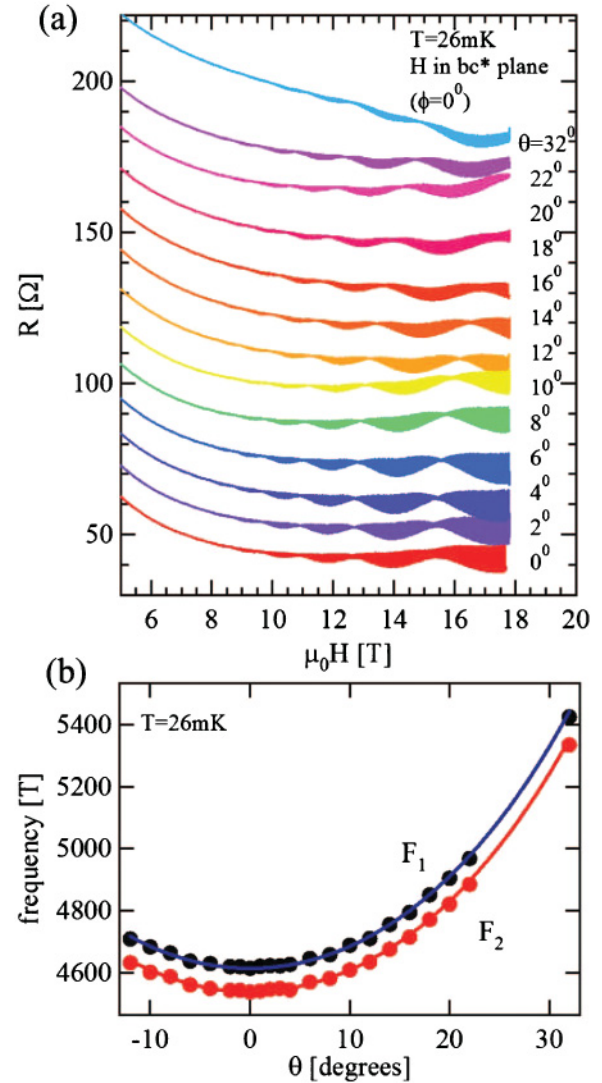 (a)
T=26mK
H in bc* plane
(ϕ=0⁰)
θ=32⁰
22⁰
20⁰
18⁰
16⁰
14⁰
12⁰
10⁰
8⁰
6⁰
4⁰
2⁰
0⁰
200
150
100
50
R [Ω]
6 8 10 12 14 16 18 20
μ₀H [T]
(b)
T=26mK
5400
5200
5000
4800
4600
frequency [T]
F₁
F₂
-10 0 10 20 30
θ [degrees]